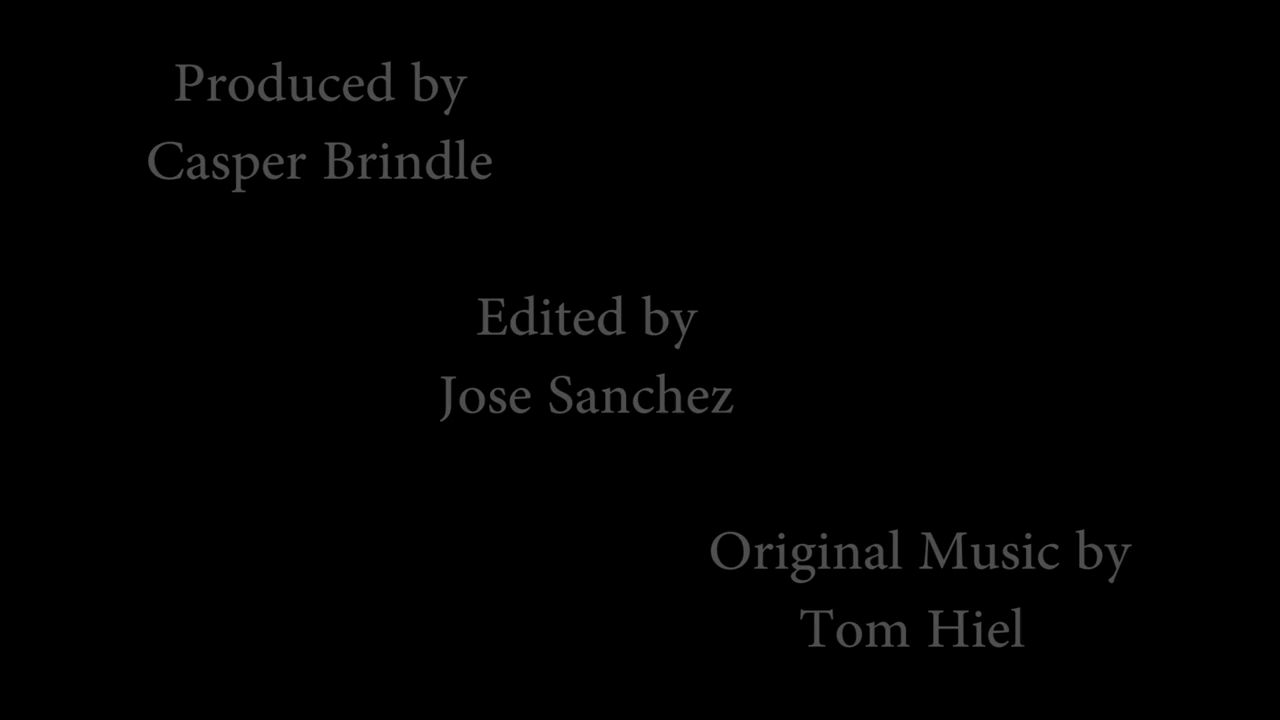 Produced by
Casper Brindle
Edited by
Jose Sanchez
Original Music by
Tom Hiel